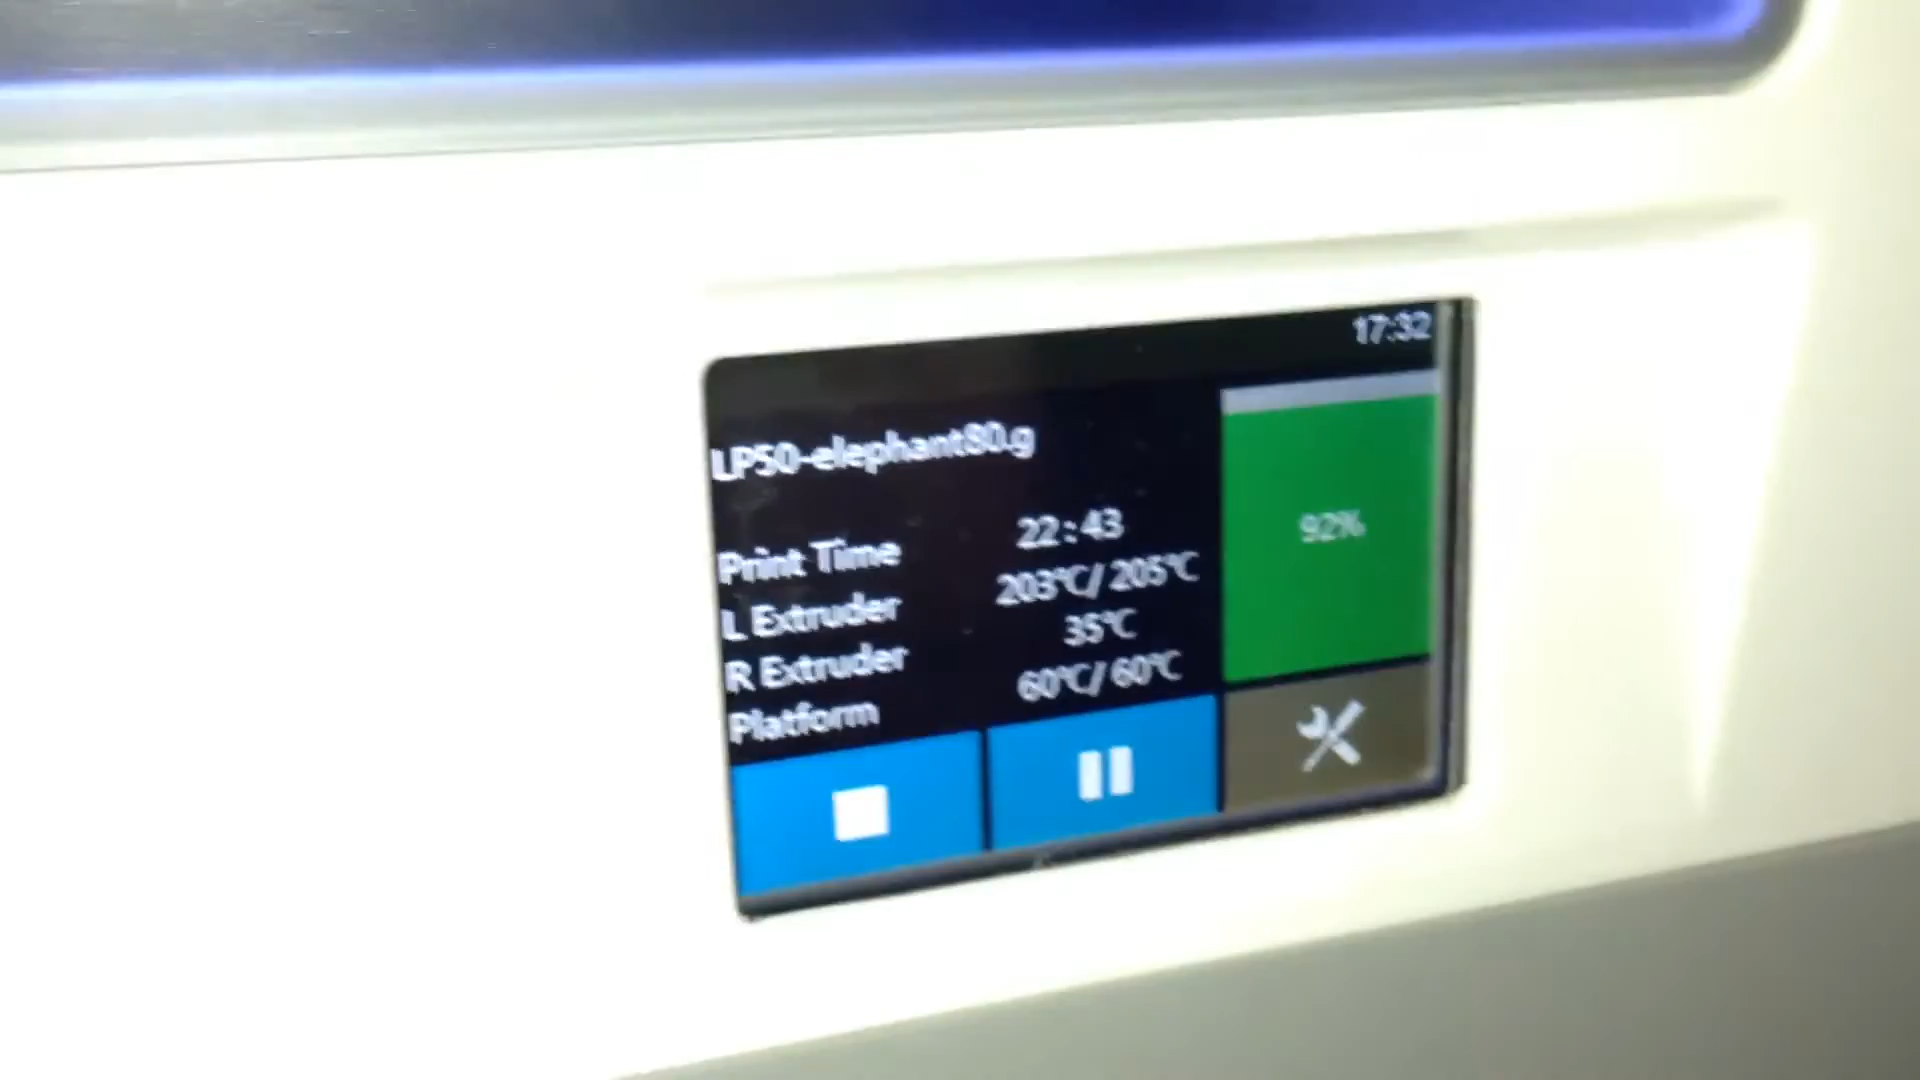 17:32
LP50-elephant80.g
92%
Print Time 22:43
L Extruder 203℃/ 205℃
R Extruder 35℃
Platform 60℃/ 60℃